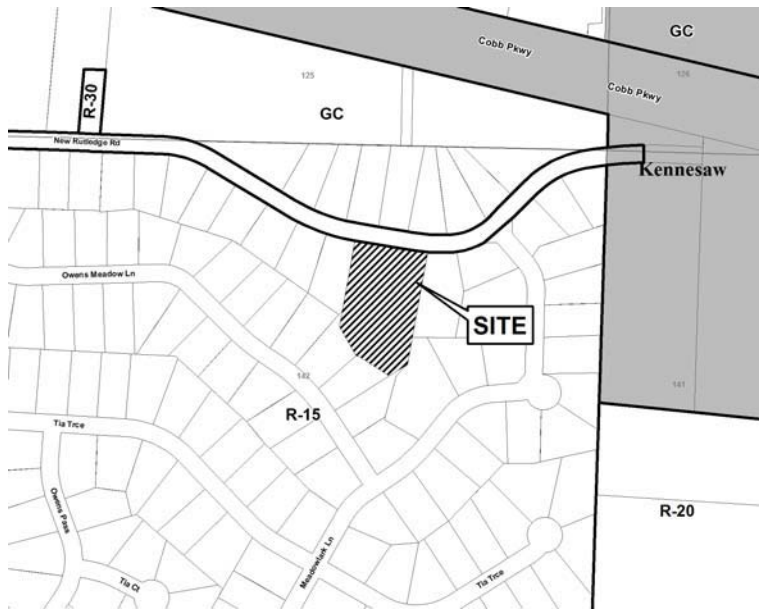 GC
Cobb Pkwy
125
126
R-30
GC
Cobb Pkwy
New Rutledge Rd
Kennesaw
Owens Meadow Ln
SITE
142
141
R-15
Tia Trce
Owens Pass
R-20
Meadowlark Ln
Tia Trce
Tia Ct